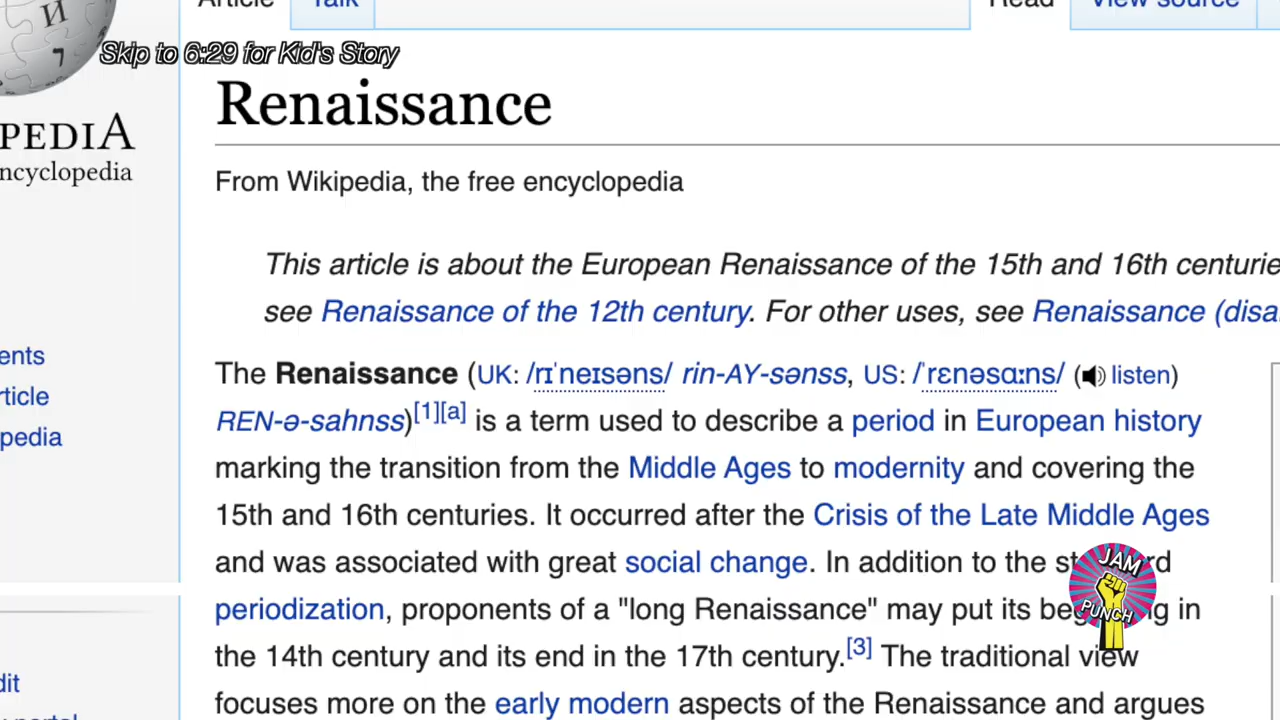 Article Talk Read View source
И
ד
Skip to 6:29 for Kid's Story
PEDIA
ncyclopedia
Renaissance
From Wikipedia, the free encyclopedia
This article is about the European Renaissance of the 15th and 16th centurie
see Renaissance of the 12th century. For other uses, see Renaissance (disa
The Renaissance (UK: /rɪˈneɪsəns/ rin-AY-sənss, US: /ˈrɛnəsɑːns/ (listen)
REN-ə-sahnss)[1][a] is a term used to describe a period in European history
marking the transition from the Middle Ages to modernity and covering the
15th and 16th centuries. It occurred after the Crisis of the Late Middle Ages
and was associated with great social change. In addition to the st rd
periodization, proponents of a "long Renaissance" may put its beg g in
the 14th century and its end in the 17th century.[3] The traditional view
focuses more on the early modern aspects of the Renaissance and argues
ents
rticle
pedia
dit
JAM
PUNCH